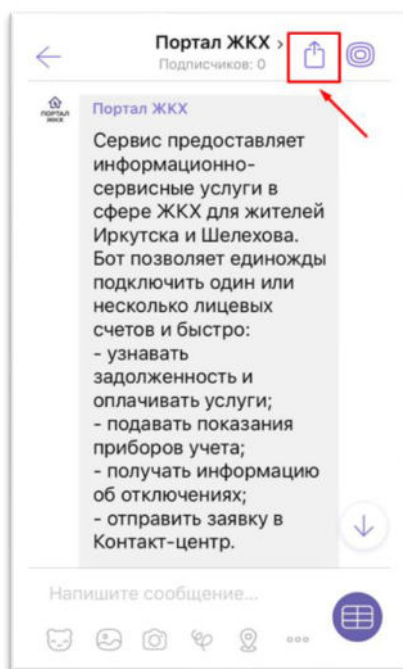 Портал ЖКХ ›
Подписчиков: 0
ПОРТАЛ
ЖКХ
Портал ЖКХ
Сервис предоставляет
информационно-
сервисные услуги в
сфере ЖКХ для жителей
Иркутска и Шелехова.
Бот позволяет единожды
подключить один или
несколько лицевых
счетов и быстро:
- узнавать
задолженность и
оплачивать услуги;
- подавать показания
приборов учета;
- получать информацию
об отключениях;
- отправить заявку в
Контакт-центр.
Напишите сообщение...